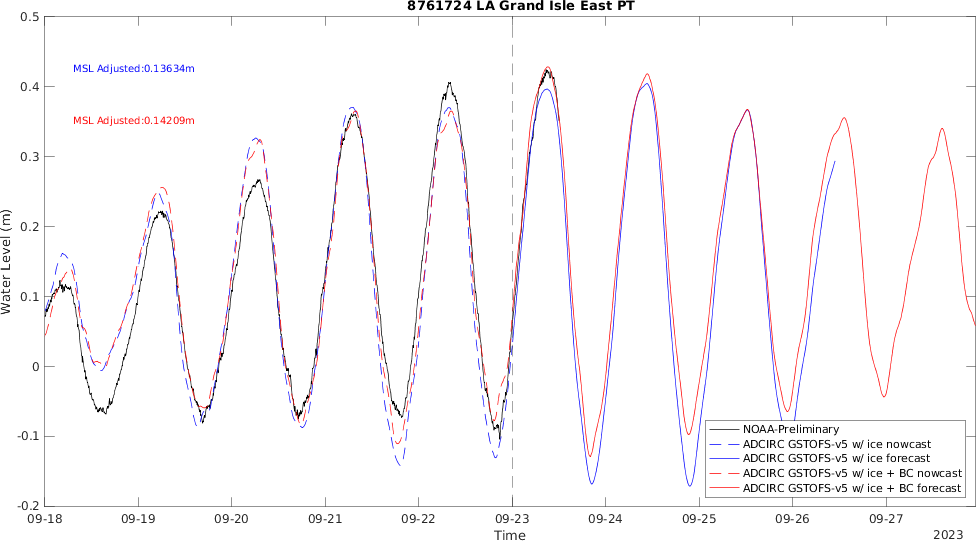 8761724 LA Grand Isle East PT
MSL Adjusted:0.13634m
MSL Adjusted:0.14209m
Water Level (m)
0.5
0.4
0.3
0.2
0.1
0
-0.1
-0.2
NOAA-Preliminary
ADCIRC GSTOFS-v5 w/ ice nowcast
ADCIRC GSTOFS-v5 w/ ice forecast
ADCIRC GSTOFS-v5 w/ ice + BC nowcast
ADCIRC GSTOFS-v5 w/ ice + BC forecast
09-18 09-19 09-20 09-21 09-22 09-23 09-24 09-25 09-26 09-27
Time
2023